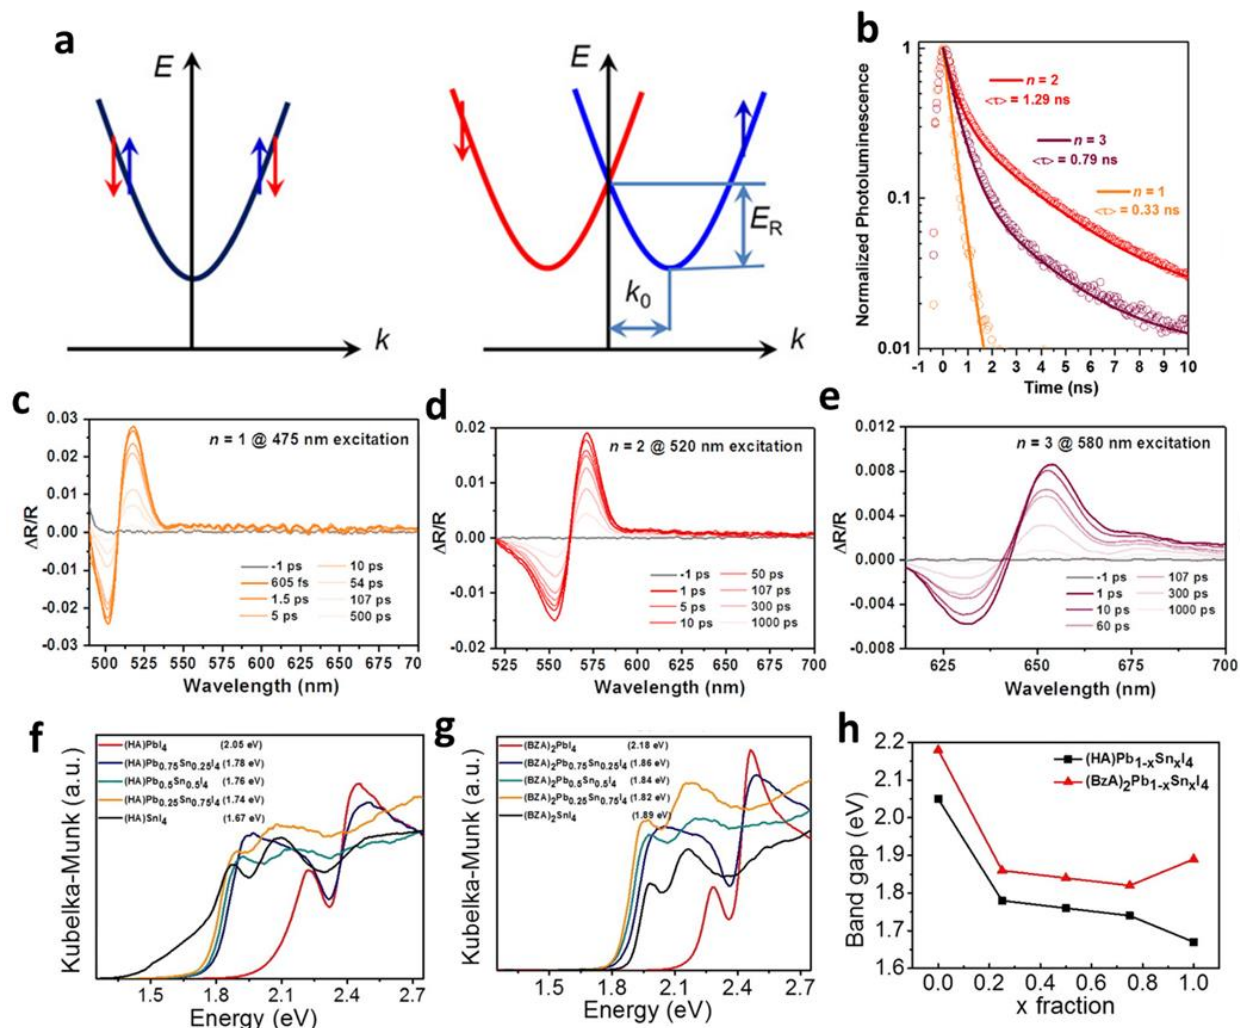 a
E
k
E
E_R
k_0
k
b
Normalized Photoluminescence
1
0.1
0.01
n = 2
<τ> = 1.29 ns
n = 3
<τ> = 0.79 ns
n = 1
<τ> = 0.33 ns
-1 0 1 2 3 4 5 6 7 8 9 10
Time (ns)
c
ΔR/R
0.03
0.02
0.01
0.00
-0.01
-0.02
-0.03
n = 1 @ 475 nm excitation
-1 ps 10 ps
605 fs 54 ps
1.5 ps 107 ps
5 ps 500 ps
500 525 550 575 600 625 650 675 70
Wavelength (nm)
d
ΔR/R
0.02
0.01
0.00
-0.01
-0.02
n = 2 @ 520 nm excitation
-1 ps 50 ps
1 ps 107 ps
5 ps 300 ps
10 ps 1000 ps
525 550 575 600 625 650 675 700
Wavelength (nm)
e
ΔR/R
0.012
0.008
0.004
0.000
-0.004
-0.008
n = 3 @ 580 nm excitation
-1 ps 107 ps
1 ps 300 ps
10 ps 1000 ps
60 ps
625 650 675 700
Wavelength (nm)
f
Kubelka-Munk (a.u.)
(HA)PbI4 (2.05 eV)
(HA)Pb0.75Sn0.25I4 (1.78 eV)
(HA)Pb0.5Sn0.5I4 (1.76 eV)
(HA)Pb0.25Sn0.75I4 (1.74 eV)
(HA)SnI4 (1.67 eV)
1.5 1.8 2.1 2.4 2.7
Energy (eV)
g
Kubelka-Munk (a.u.)
(BZA)2PbI4 (2.18 eV)
(BZA)2Pb0.75Sn0.25I4 (1.86 eV)
(BZA)2Pb0.5Sn0.5I4 (1.84 eV)
(BZA)2Pb0.25Sn0.75I4 (1.82 eV)
(BZA)2SnI4 (1.89 eV)
1.5 1.8 2.1 2.4 2.7
Energy (eV)
h
Band gap (eV)
2.2
2.1
2.0
1.9
1.8
1.7
1.6
(HA)Pb1-xSnxI4
(BzA)2Pb1-xSnxI4
0.0 0.2 0.4 0.6 0.8 1.0
x fraction